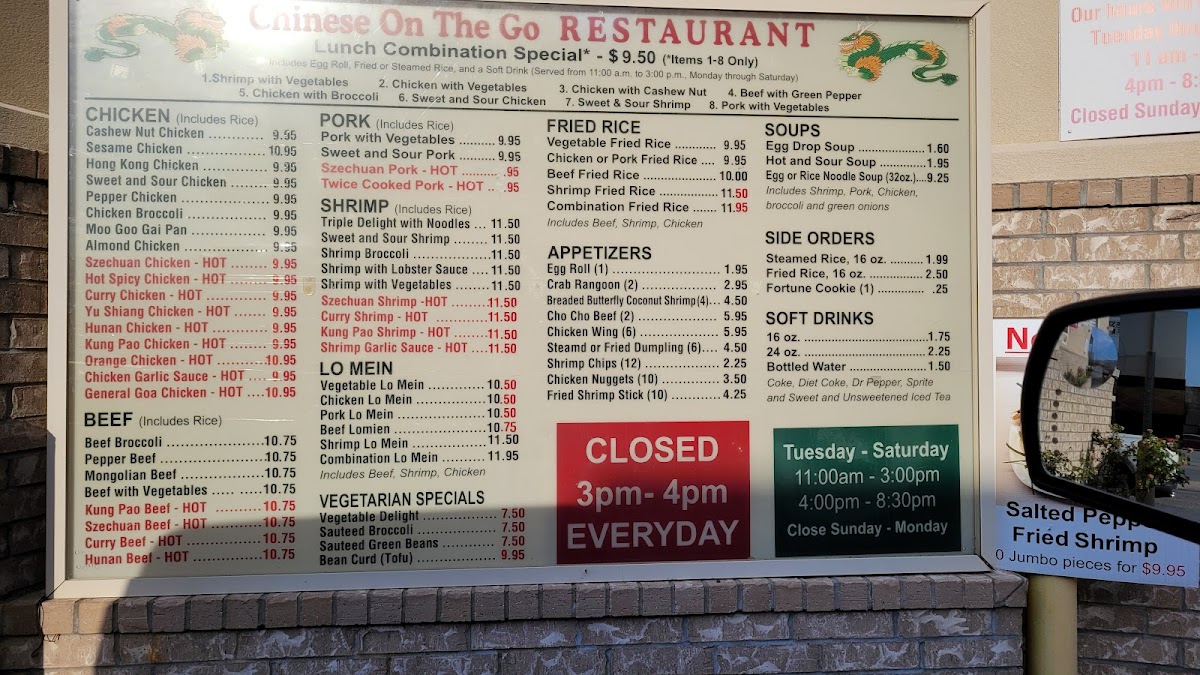 Chinese On The Go RESTAURANT
Lunch Combination Special* - $9.50 (*Items 1-8 Only)
Includes Egg Roll, Fried or Steamed Rice, and a Soft Drink (Served from 11:00 a.m. to 3:00 p.m., Monday through Saturday)
1.Shrimp with Vegetables 2. Chicken with Vegetables 3. Chicken with Cashew Nut 4. Beef with Green Pepper
5. Chicken with Broccoli 6. Sweet and Sour Chicken 7. Sweet & Sour Shrimp 8. Pork with Vegetables
CHICKEN (Includes Rice)
Cashew Nut Chicken ............ 9.95
Sesame Chicken ............... 10.95
Hong Kong Chicken ............ 9.95
Sweet and Sour Chicken ....... 9.95
Pepper Chicken ................ 9.95
Chicken Broccoli ............... 9.95
Moo Goo Gai Pan .............. 9.95
Almond Chicken ............... 9.95
Szechuan Chicken - HOT ........ 9.95
Hot Spicy Chicken - HOT ....... 9.95
Curry Chicken - HOT ........... 9.95
Yu Shiang Chicken - HOT ....... 9.95
Hunan Chicken - HOT .......... 9.95
Kung Pao Chicken - HOT ....... 9.95
Orange Chicken - HOT .........10.95
Chicken Garlic Sauce - HOT .... 9.95
General Goa Chicken - HOT ....10.95
BEEF (Includes Rice)
Beef Broccoli ...................10.75
Pepper Beef ....................10.75
Mongolian Beef .................10.75
Beef with Vegetables ..... .....10.75
Kung Pao Beef - HOT ..........10.75
Szechuan Beef - HOT ..........10.75
Curry Beef - HOT ..............10.75
Hunan Beef - HOT .............10.75
PORK (Includes Rice)
Pork with Vegetables ......... 9.95
Sweet and Sour Pork ......... 9.95
Szechuan Pork - HOT ......... .95
Twice Cooked Pork - HOT .. .95
SHRIMP (Includes Rice)
Triple Delight with Noodles ... 11.50
Sweet and Sour Shrimp ........ 11.50
Shrimp Broccoli ................11.50
Shrimp with Lobster Sauce .... 11.50
Shrimp with Vegetables ........ 11.50
Szechuan Shrimp -HOT ........11.50
Curry Shrimp - HOT ............11.50
Kung Pao Shrimp - HOT .......11.50
Shrimp Garlic Sauce - HOT ....11.50
LO MEIN
Vegetable Lo Mein ............10.50
Chicken Lo Mein ...............10.50
Pork Lo Mein ..................10.50
Beef Lomien ...................10.75
Shrimp Lo Mein ...............11.50
Combination Lo Mein .........11.95
Includes Beef, Shrimp, Chicken
VEGETARIAN SPECIALS
Vegetable Delight ............... 7.50
Sauteed Broccoli ................ 7.50
Sauteed Green Beans .......... 7.50
Bean Curd (Tofu) ................ 9.95
FRIED RICE
Vegetable Fried Rice ........... 9.95
Chicken or Pork Fried Rice .... 9.95
Beef Fried Rice ................ 10.00
Shrimp Fried Rice ............. 11.50
Combination Fried Rice ....... 11.95
Includes Beef, Shrimp, Chicken
APPETIZERS
Egg Roll (1) ..................... 1.95
Crab Rangoon (2) .............. 2.95
Breaded Butterfly Coconut Shrimp(4)... 4.50
Cho Cho Beef (2) .............. 5.95
Chicken Wing (6) .............. 5.95
Steamd or Fried Dumpling (6).... 4.50
Shrimp Chips (12) ............. 2.25
Chicken Nuggets (10) .......... 3.50
Fried Shrimp Stick (10) ........ 4.25
CLOSED
3pm- 4pm
EVERYDAY
SOUPS
Egg Drop Soup ..................1.60
Hot and Sour Soup .............1.95
Egg or Rice Noodle Soup (32oz.)....9.25
Includes Shrimp, Pork, Chicken,
broccoli and green onions
SIDE ORDERS
Steamed Rice, 16 oz. ..........1.99
Fried Rice, 16 oz. ..............2.50
Fortune Cookie (1) ............. .25
SOFT DRINKS
16 oz. ...........................1.75
24 oz. ...........................2.25
Bottled Water ...................1.50
Coke, Diet Coke, Dr Pepper, Sprite
and Sweet and Unsweetened Iced Tea
Tuesday - Saturday
11:00am - 3:00pm
4:00pm - 8:30pm
Close Sunday - Monday
Our
Tuesday
11 am -
4pm - 8:
Closed Sunday
Salted
Fried Shrimp
0 Jumbo pieces for $9.95